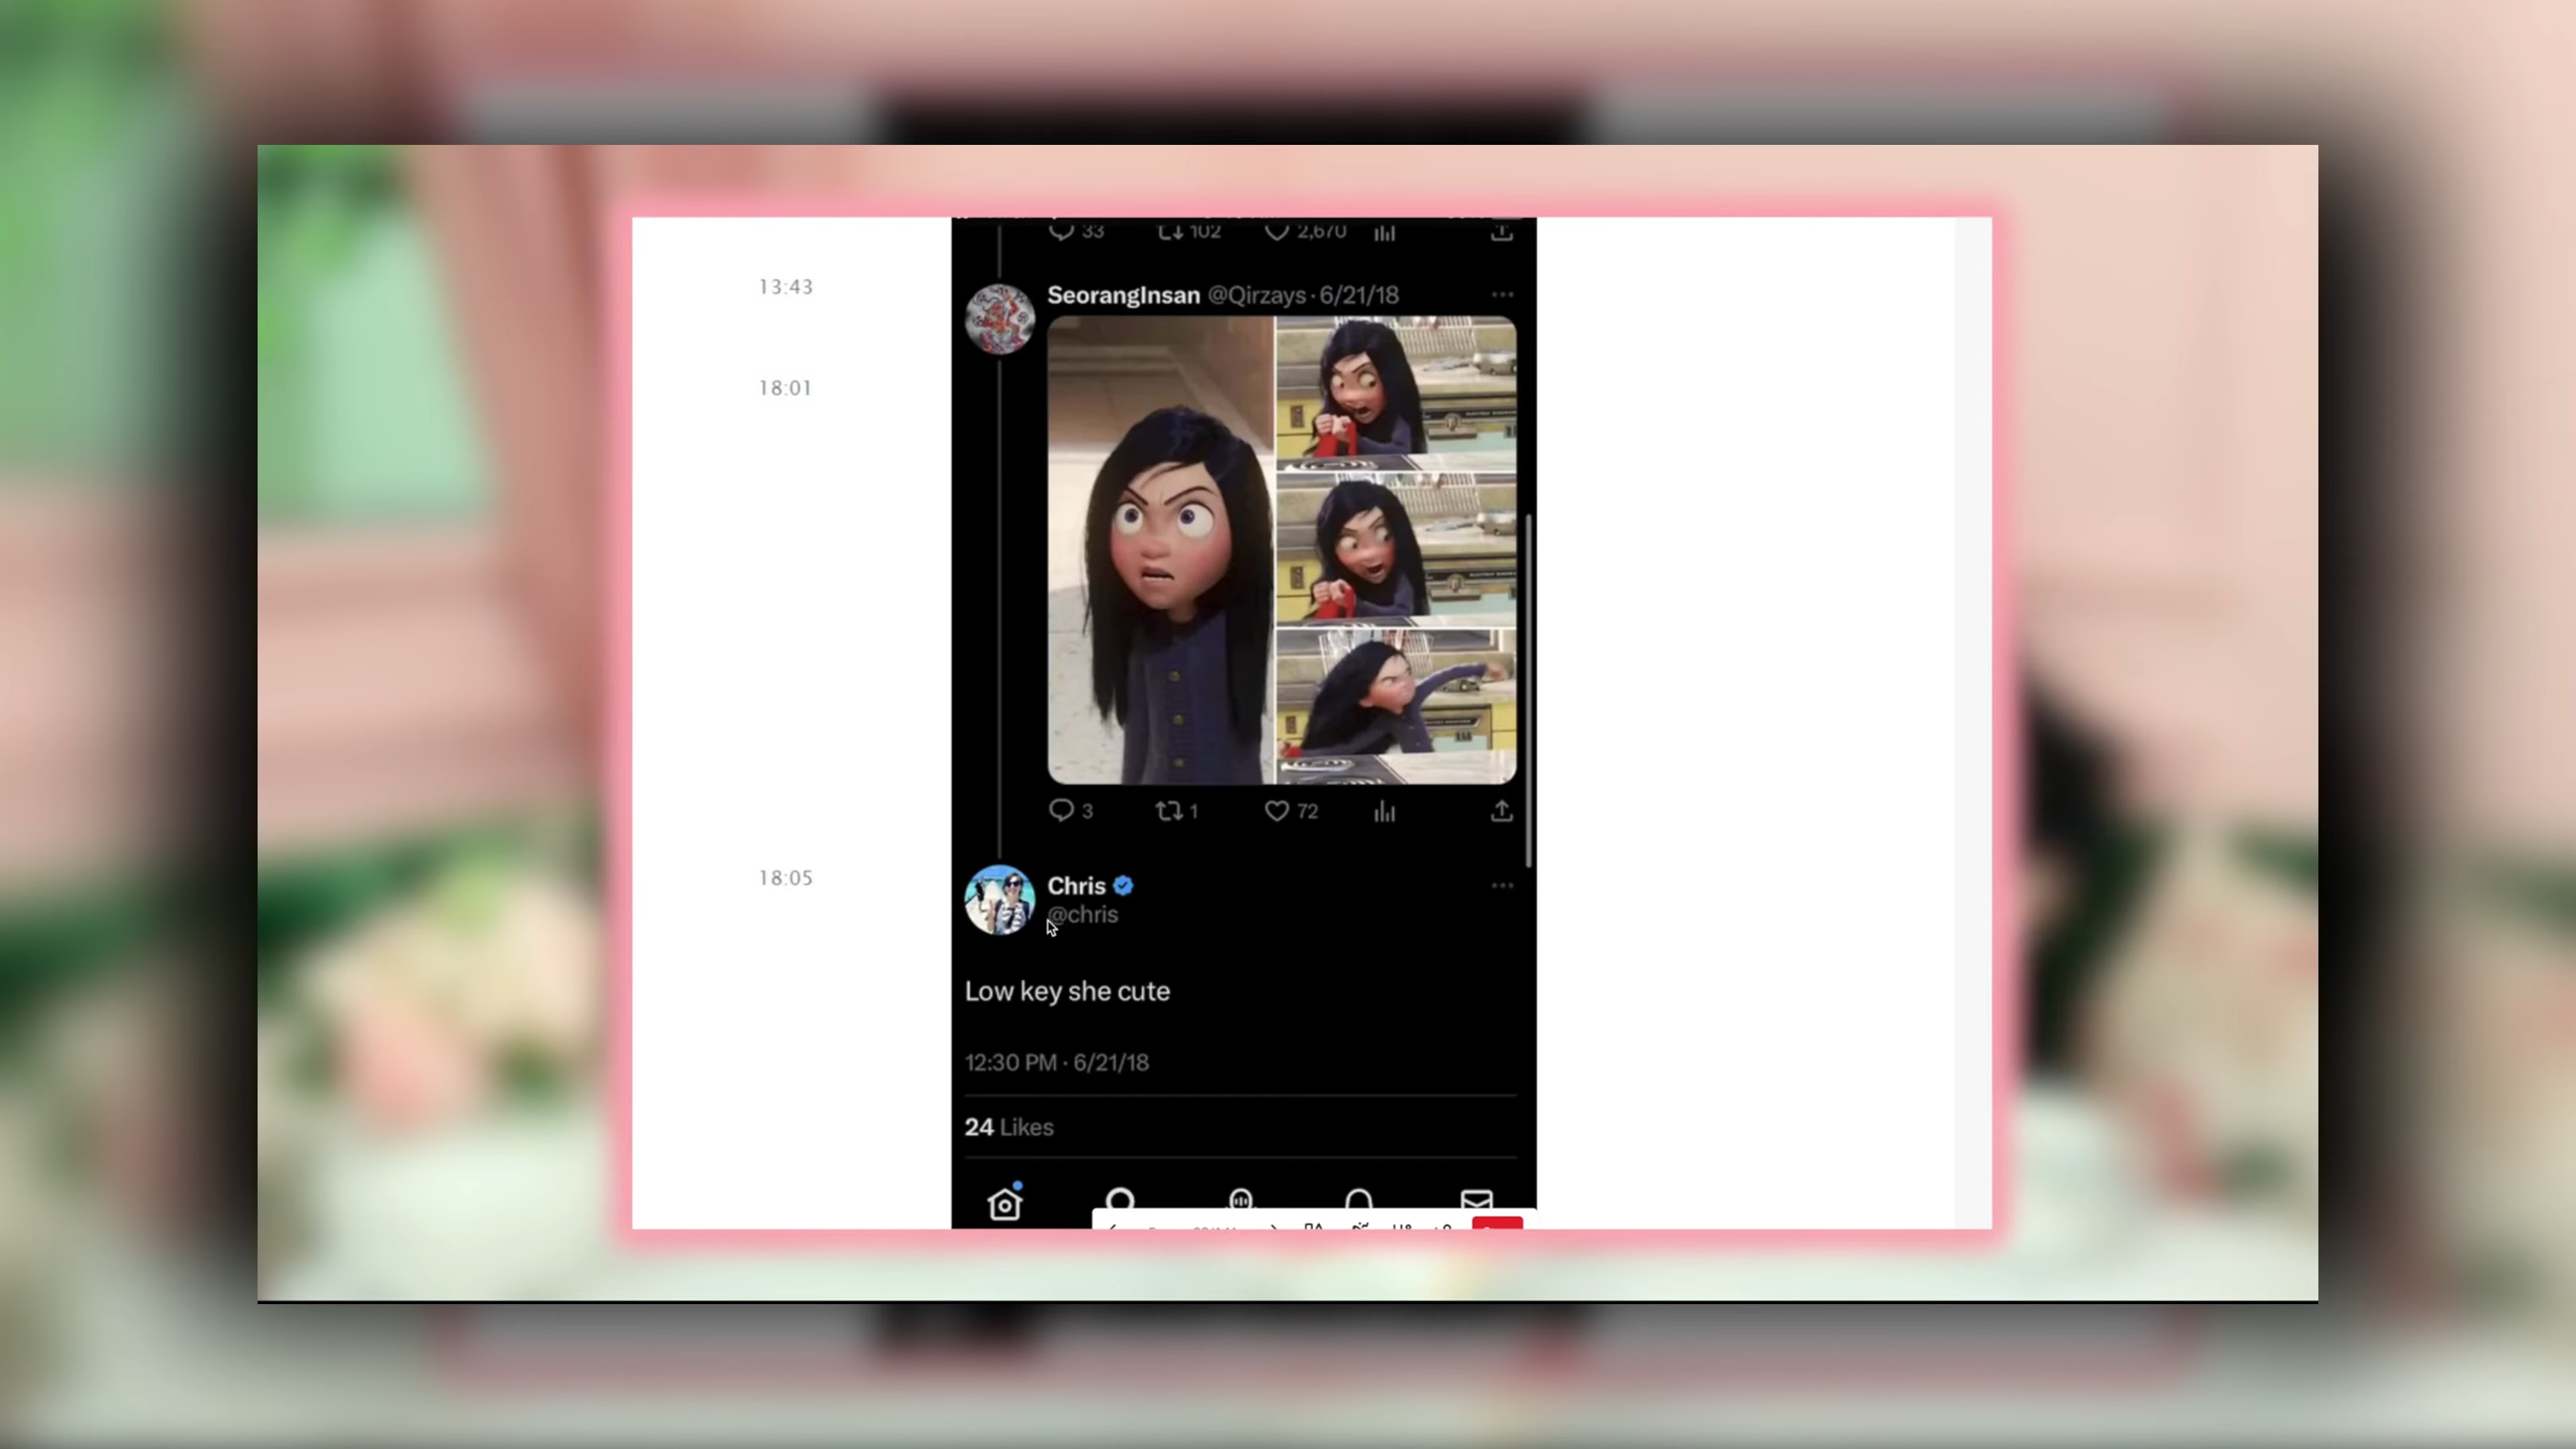 33 102 2,670
13:43
SeorangInsan @Qirzays · 6/21/18
18:01
3 1 72
18:05
Chris
@chris
Low key she cute
12:30 PM · 6/21/18
24 Likes